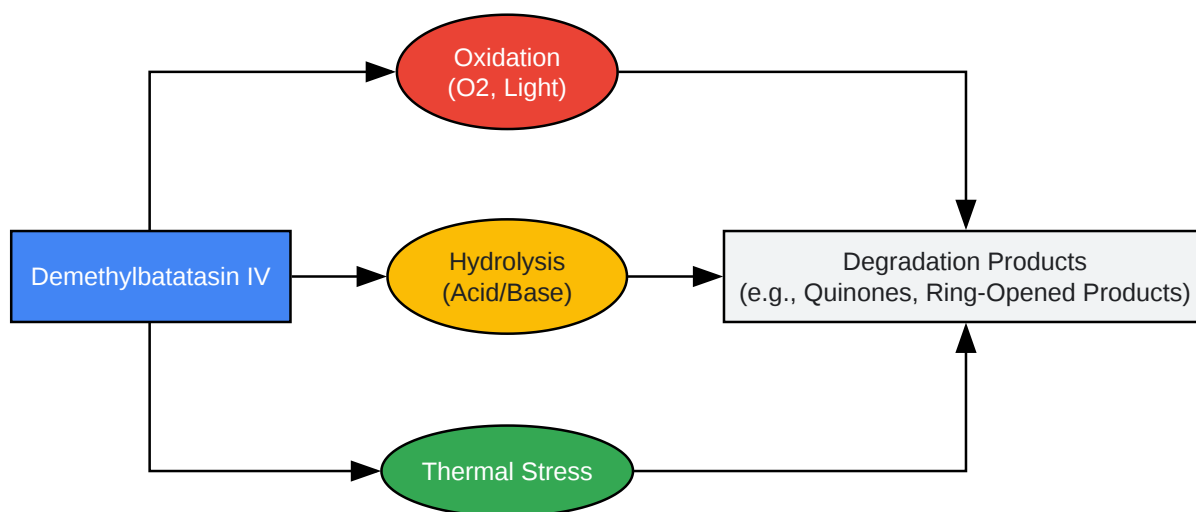 Oxidation
(O2, Light)
Demethylbatatasin IV
Hydrolysis
(Acid/Base)
Degradation Products
(e.g., Quinones, Ring-Opened Products)
Thermal Stress